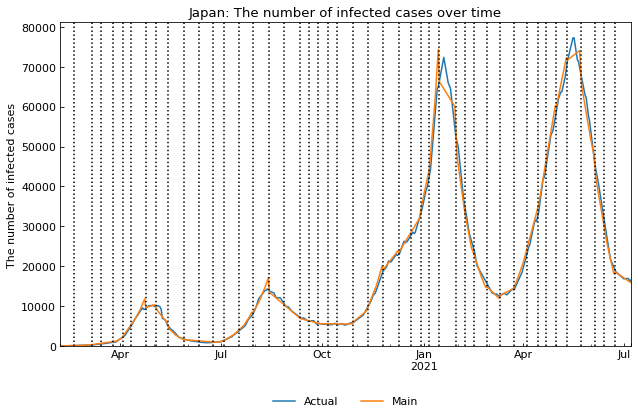 Japan: The number of infected cases over time
The number of infected cases
80000
70000
60000
50000
40000
30000
20000
10000
0
Apr
Jul
Oct
Jan
2021
Apr
Jul
Actual
Main